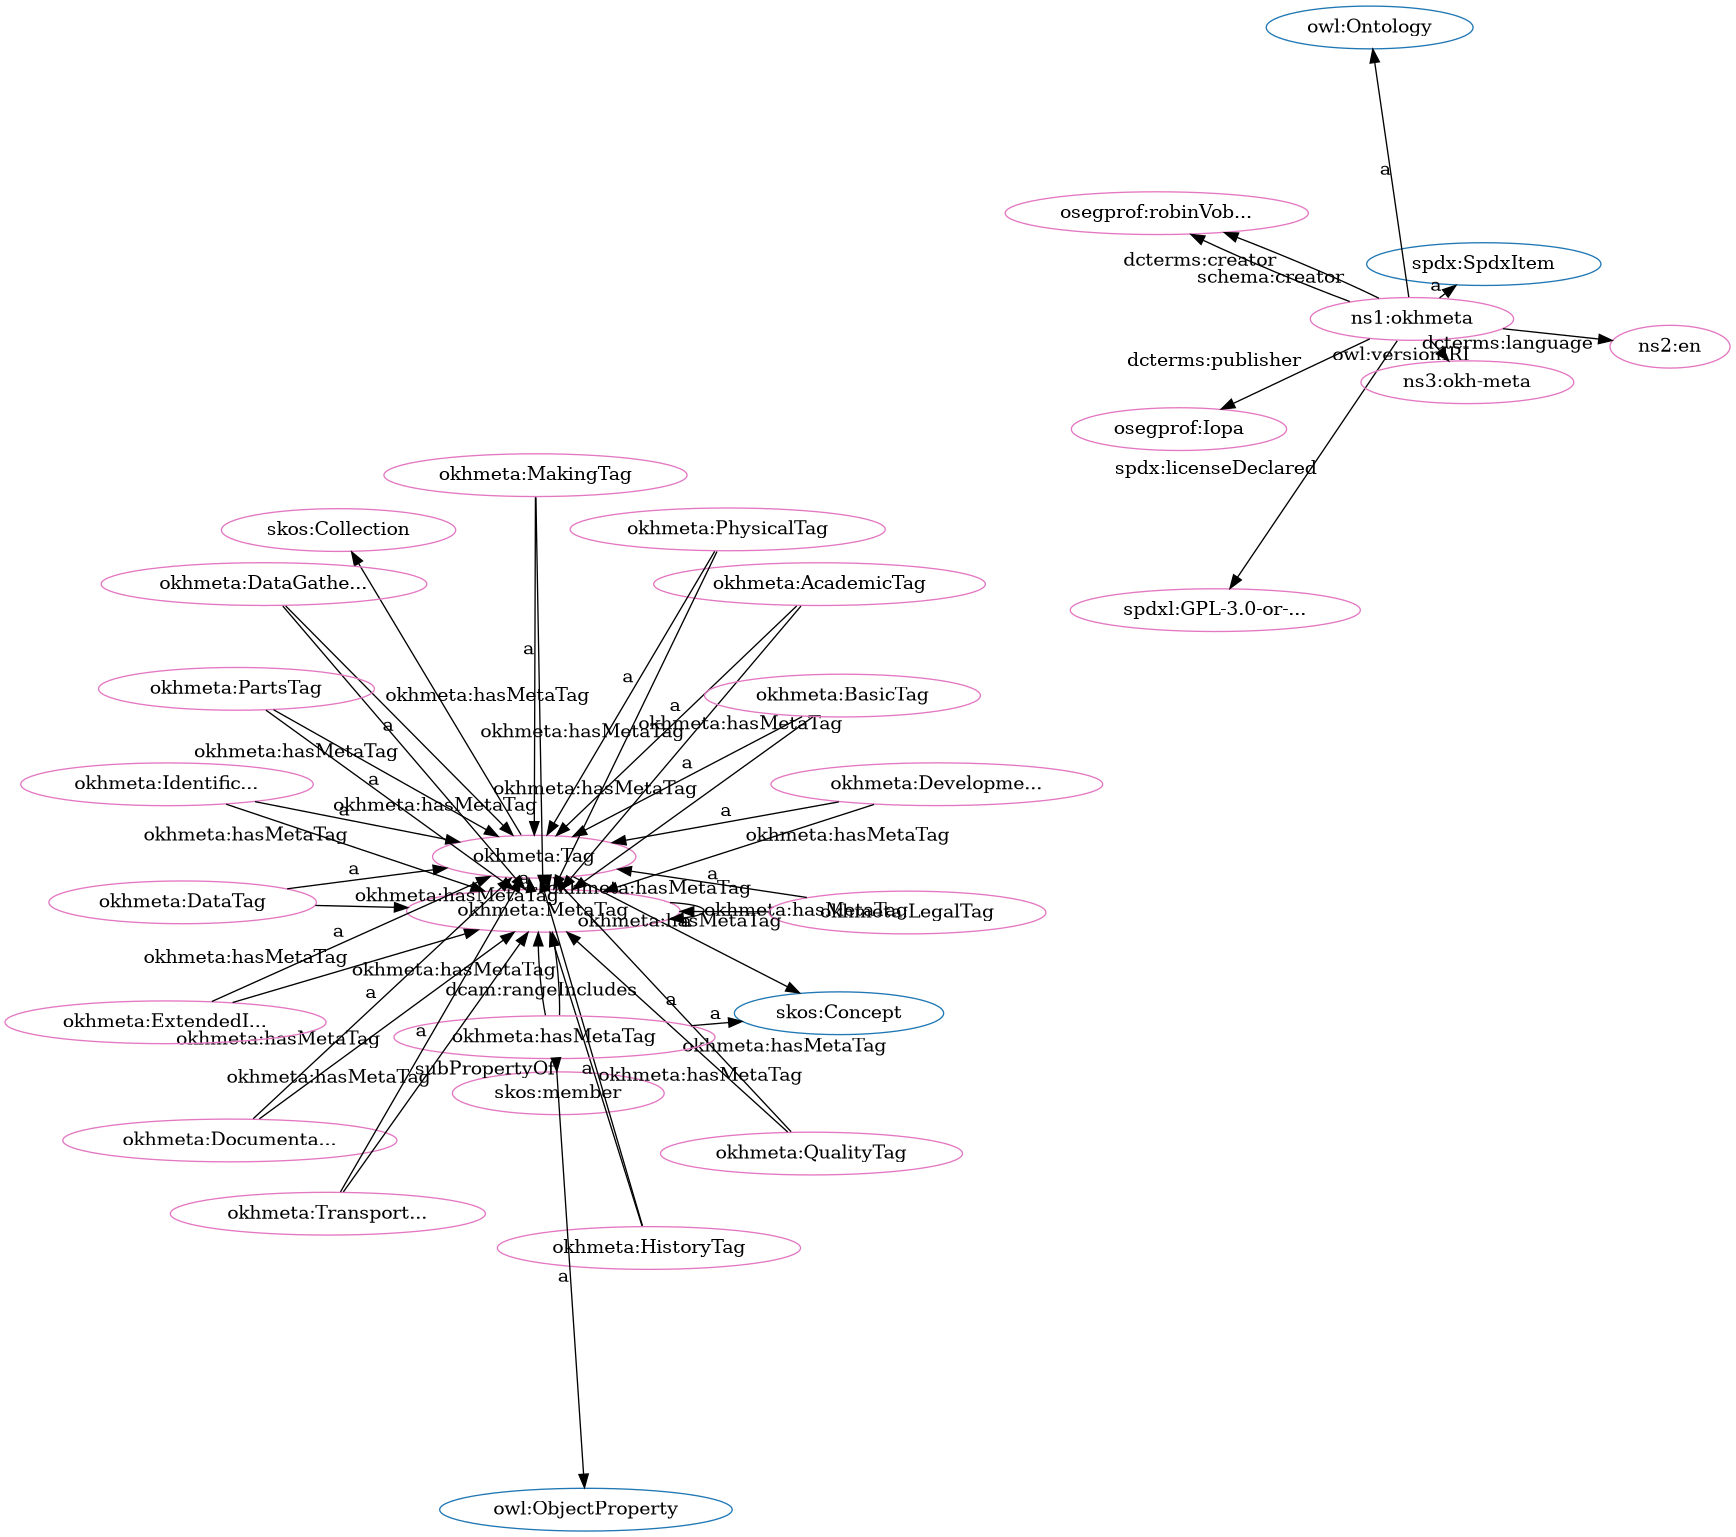 owl:Ontology
a
osegprof:robinVob...
dcterms:creator
schema:creator
spdx:SpdxItem
a
ns1:okhmeta
dcterms:language
ns2:en
owl:versionIRI
dcterms:publisher
ns3:okh-meta
osegprof:Iopa
spdx:licenseDeclared
spdxl:GPL-3.0-or-...
okhmeta:MakingTag
skos:Collection
okhmeta:PhysicalTag
okhmeta:DataGathe...
okhmeta:AcademicTag
a
a
okhmeta:PartsTag
okhmeta:hasMetaTag
okhmeta:BasicTag
a
a
okhmeta:hasMetaTag
okhmeta:hasMetaTag
okhmeta:hasMetaTag
a
a
okhmeta:Identific...
okhmeta:hasMetaTag
okhmeta:Developme...
a
okhmeta:hasMetaTag
a
okhmeta:hasMetaTag
okhmeta:hasMetaTag
okhmeta:Tag
a
a
a
okhmeta:hasMetaTag
okhmeta:hasMetaTag
okhmeta:DataTag
okhmeta:MetaTag
okhmeta:hasMetaTag
okhmeta:LegalTag
okhmeta:hasMetaTag
a
a
okhmeta:hasMetaTag
okhmeta:hasMetaTag
dcam:rangeIncludes
a
a
okhmeta:ExtendedI...
a
skos:Concept
a
okhmeta:hasMetaTag
okhmeta:hasMetaTag
okhmeta:hasMetaTag
subPropertyOf
a
okhmeta:hasMetaTag
okhmeta:hasMetaTag
skos:member
okhmeta:Documenta...
okhmeta:QualityTag
okhmeta:Transport...
okhmeta:HistoryTag
a
owl:ObjectProperty